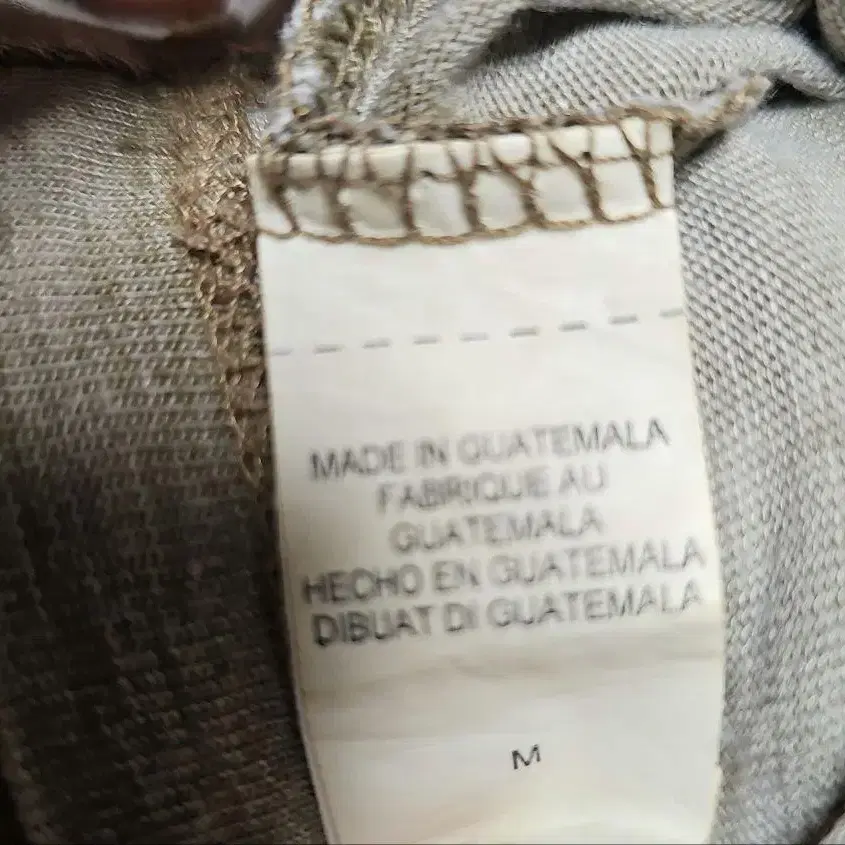 MADE IN GUATEMALA
FABRIQUE AU
GUATEMALA
HECHO EN GUATEMALA
DIBUAT DI GUATEMALA
M